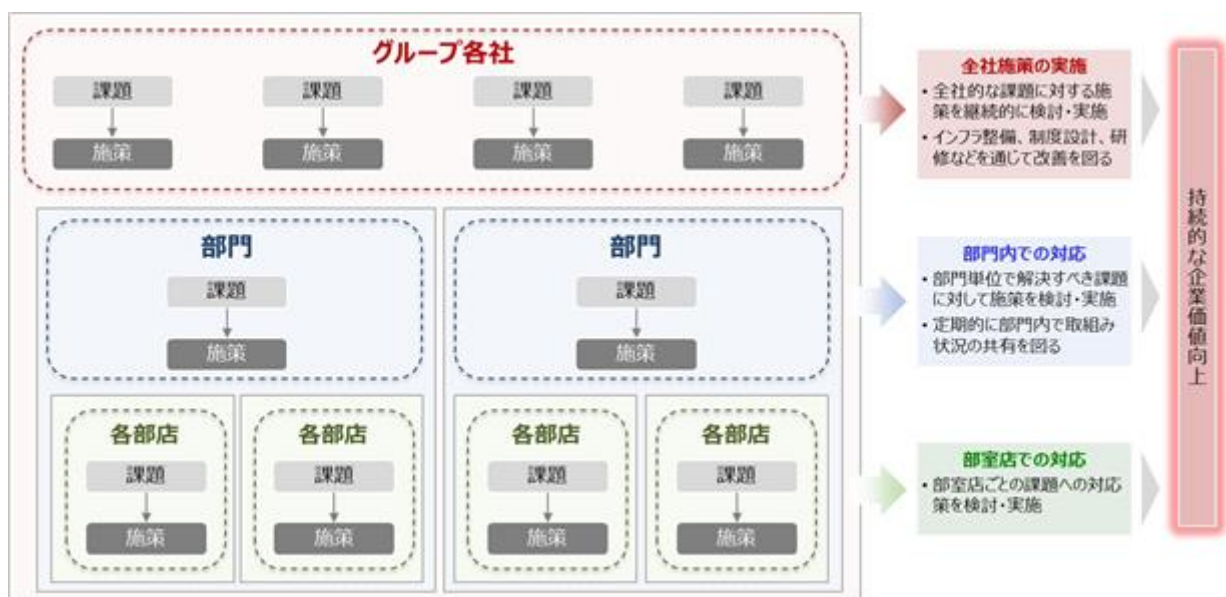 グループ各社
課題
課題
課題
課題
施策
施策
施策
施策
全社施策の実施
・全社的な課題に対する施
策を継続的に検討・実施
・インフラ整備、制度設計、研
修などを通じて改善を図る
部門
課題
施策
部門
課題
施策
部門内での対応
・部門単位で解決すべき課題
に対して施策を検討・実施
・定期的に部門内で取組み
状況の共有を図る
各部店
課題
施策
各部店
課題
施策
各部店
課題
施策
各部店
課題
施策
部室店での対応
・部室店ごとの課題への対応
策を検討・実施
持続的な企業価値向上